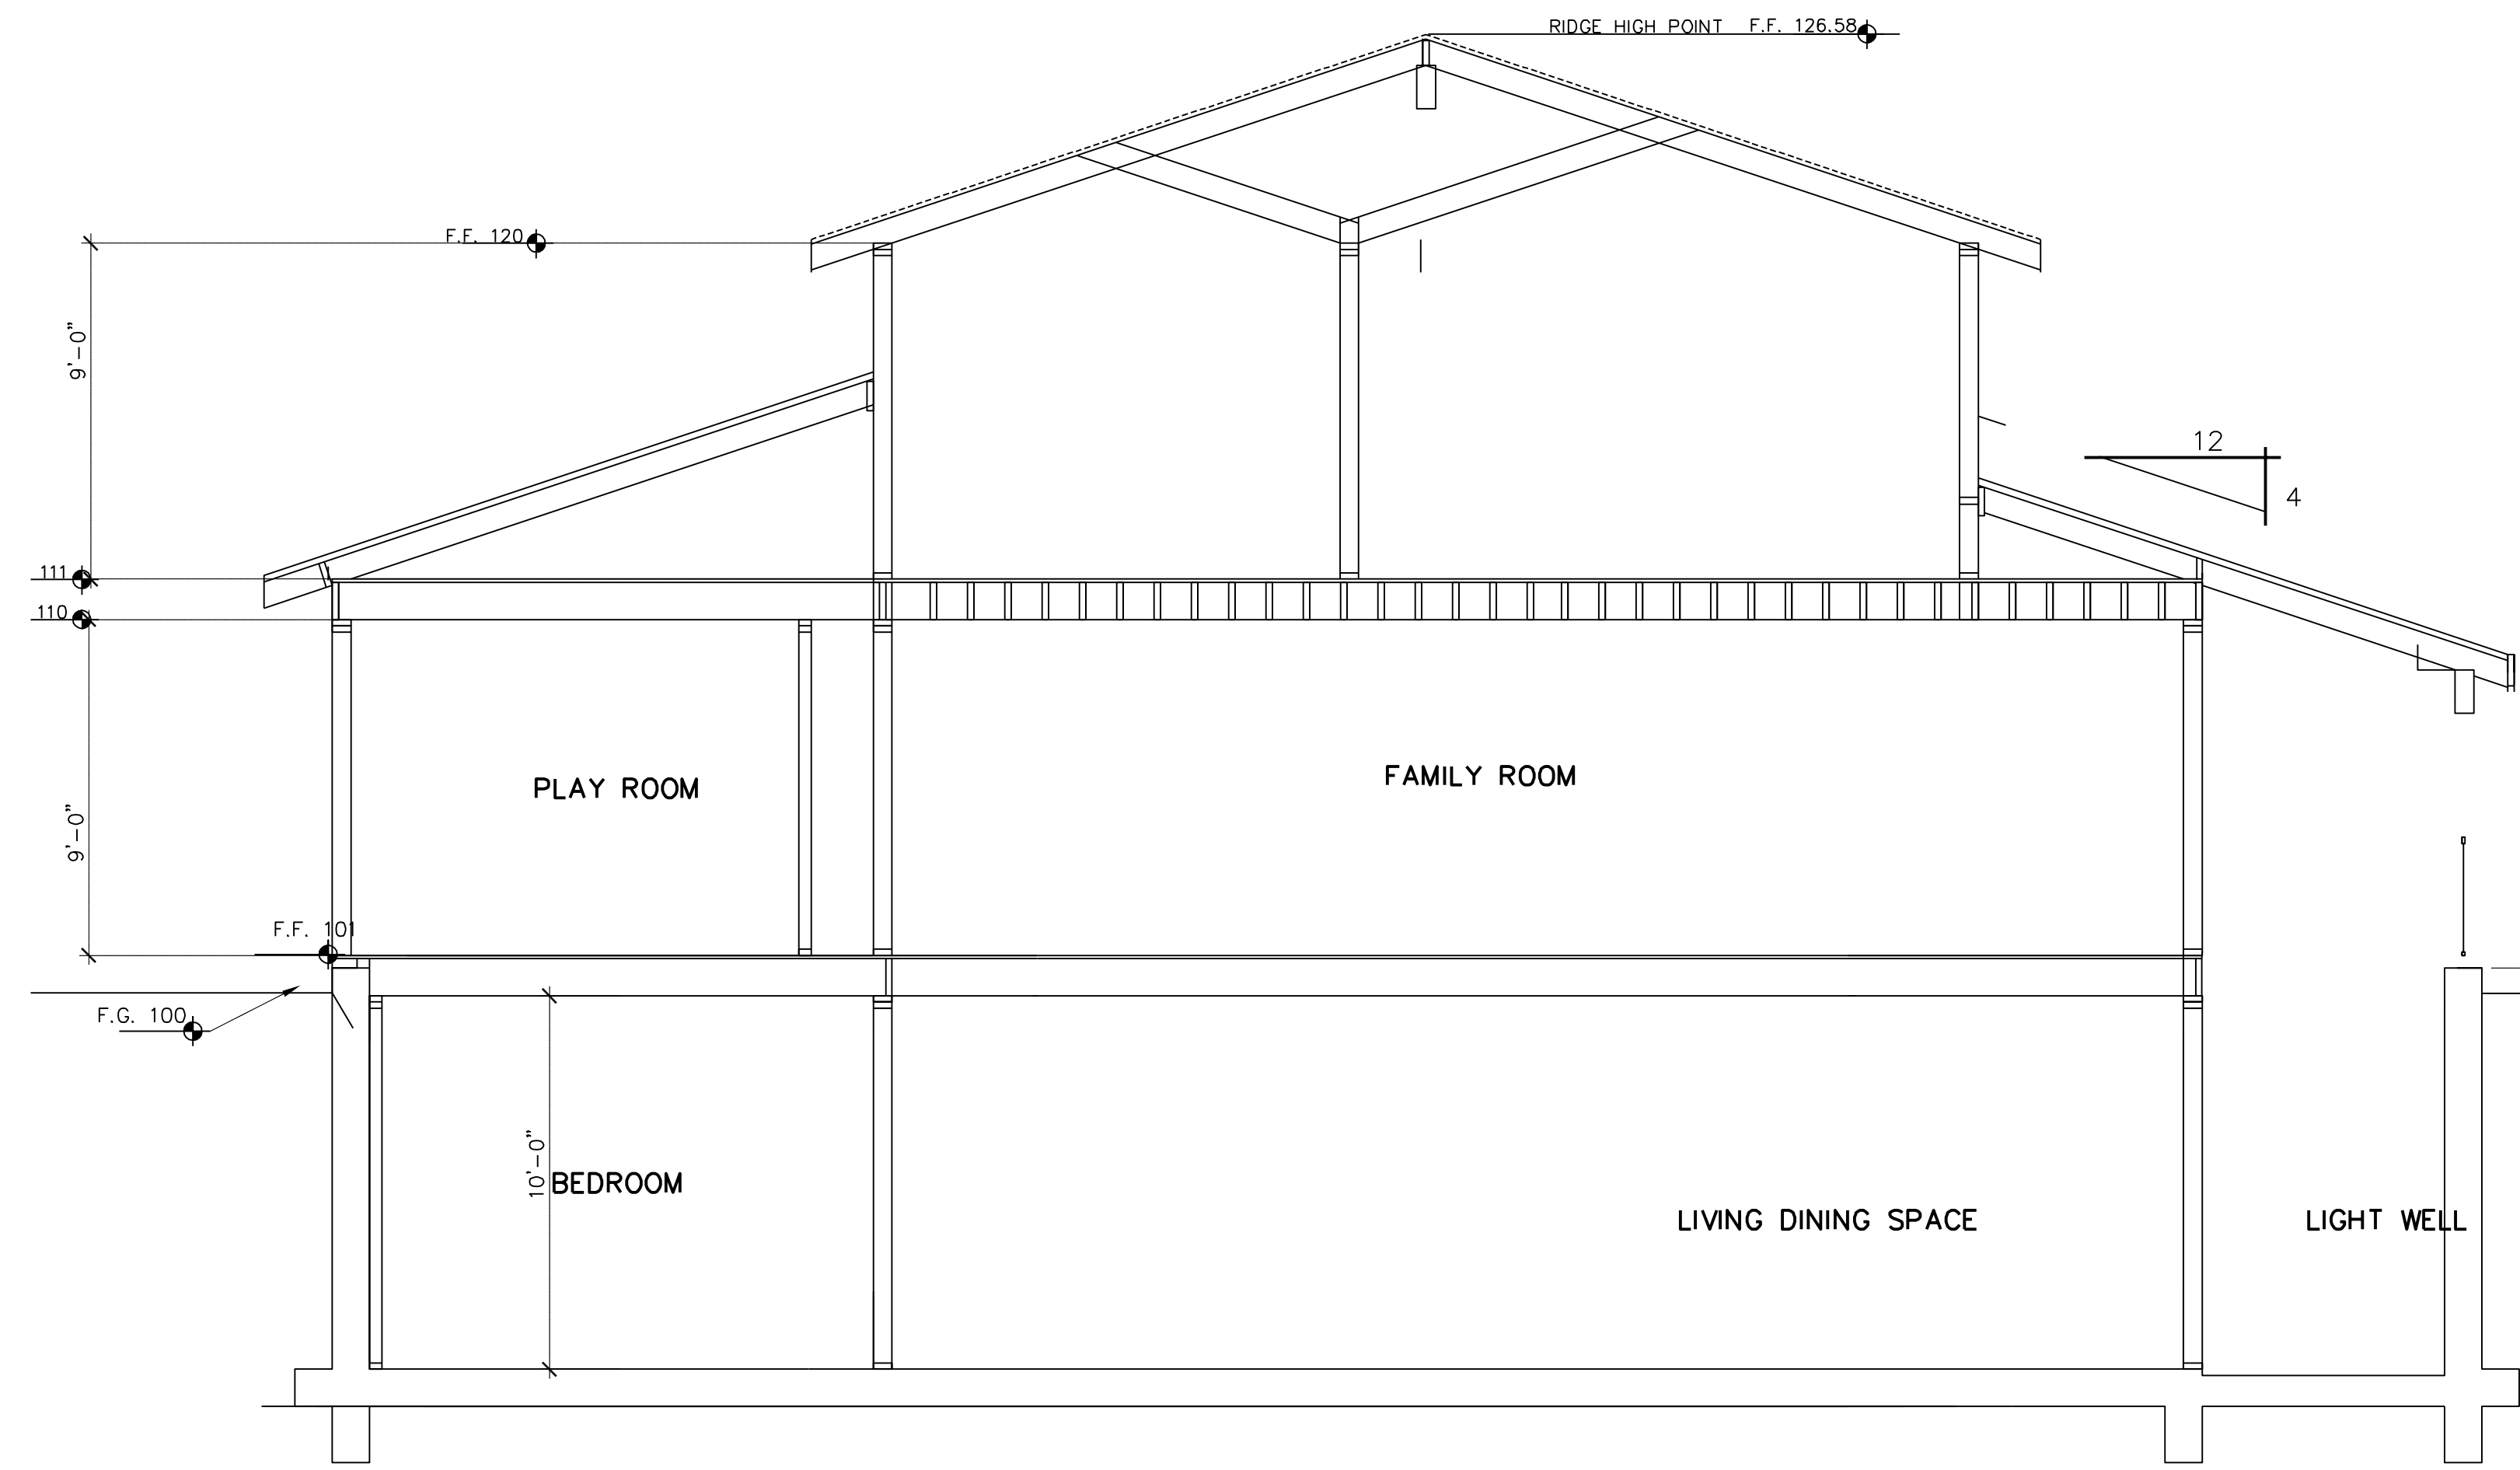 RIDGE HIGH POINT F.F. 126.58
F.F. 120
9'-0"
12
4
111
110
PLAY ROOM
FAMILY ROOM
9'-0"
F.F. 101
F.G. 100
10'-0"
BEDROOM
LIVING DINING SPACE
LIGHT WELL